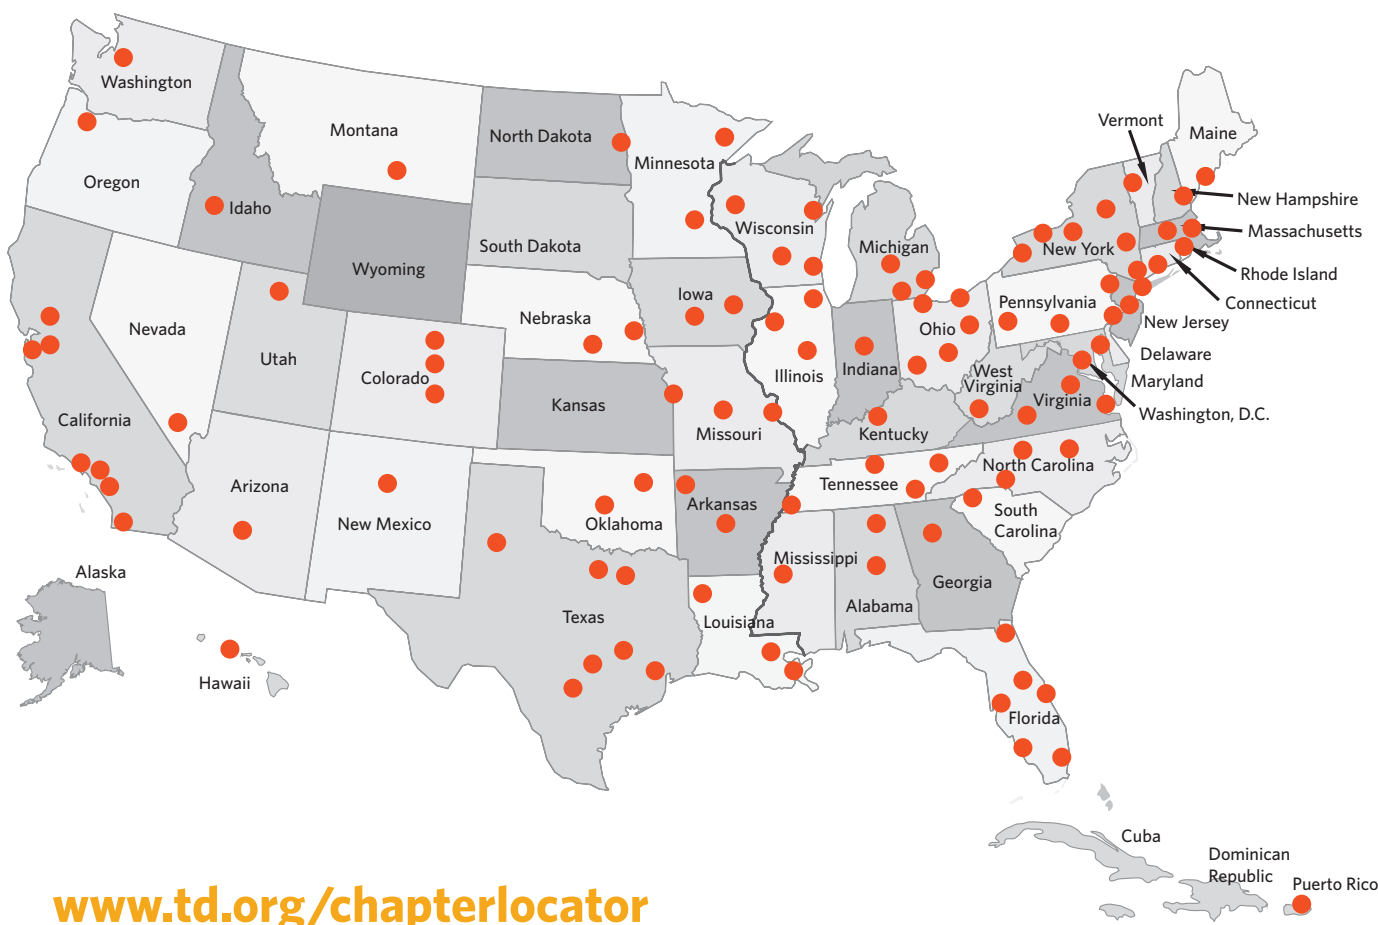 Washington
Oregon
Montana
Idaho
North Dakota
Minnesota
Wisconsin
Michigan
Vermont
Maine
New Hampshire
Massachusetts
New York
Rhode Island
Connecticut
South Dakota
Wyoming
Nevada
Utah
Colorado
Nebraska
Iowa
Illinois
Indiana
Ohio
Pennsylvania
New Jersey
Delaware
Maryland
Washington, D.C.
West
Virginia
Virginia
California
Kansas
Missouri
Kentucky
Arizona
New Mexico
Oklahoma
Arkansas
Tennessee
North Carolina
South
Carolina
Mississippi
Alabama
Georgia
Alaska
Hawaii
Texas
Louisiana
Florida
Cuba
Dominican
Republic
Puerto Rico
www.td.org/chapterlocator